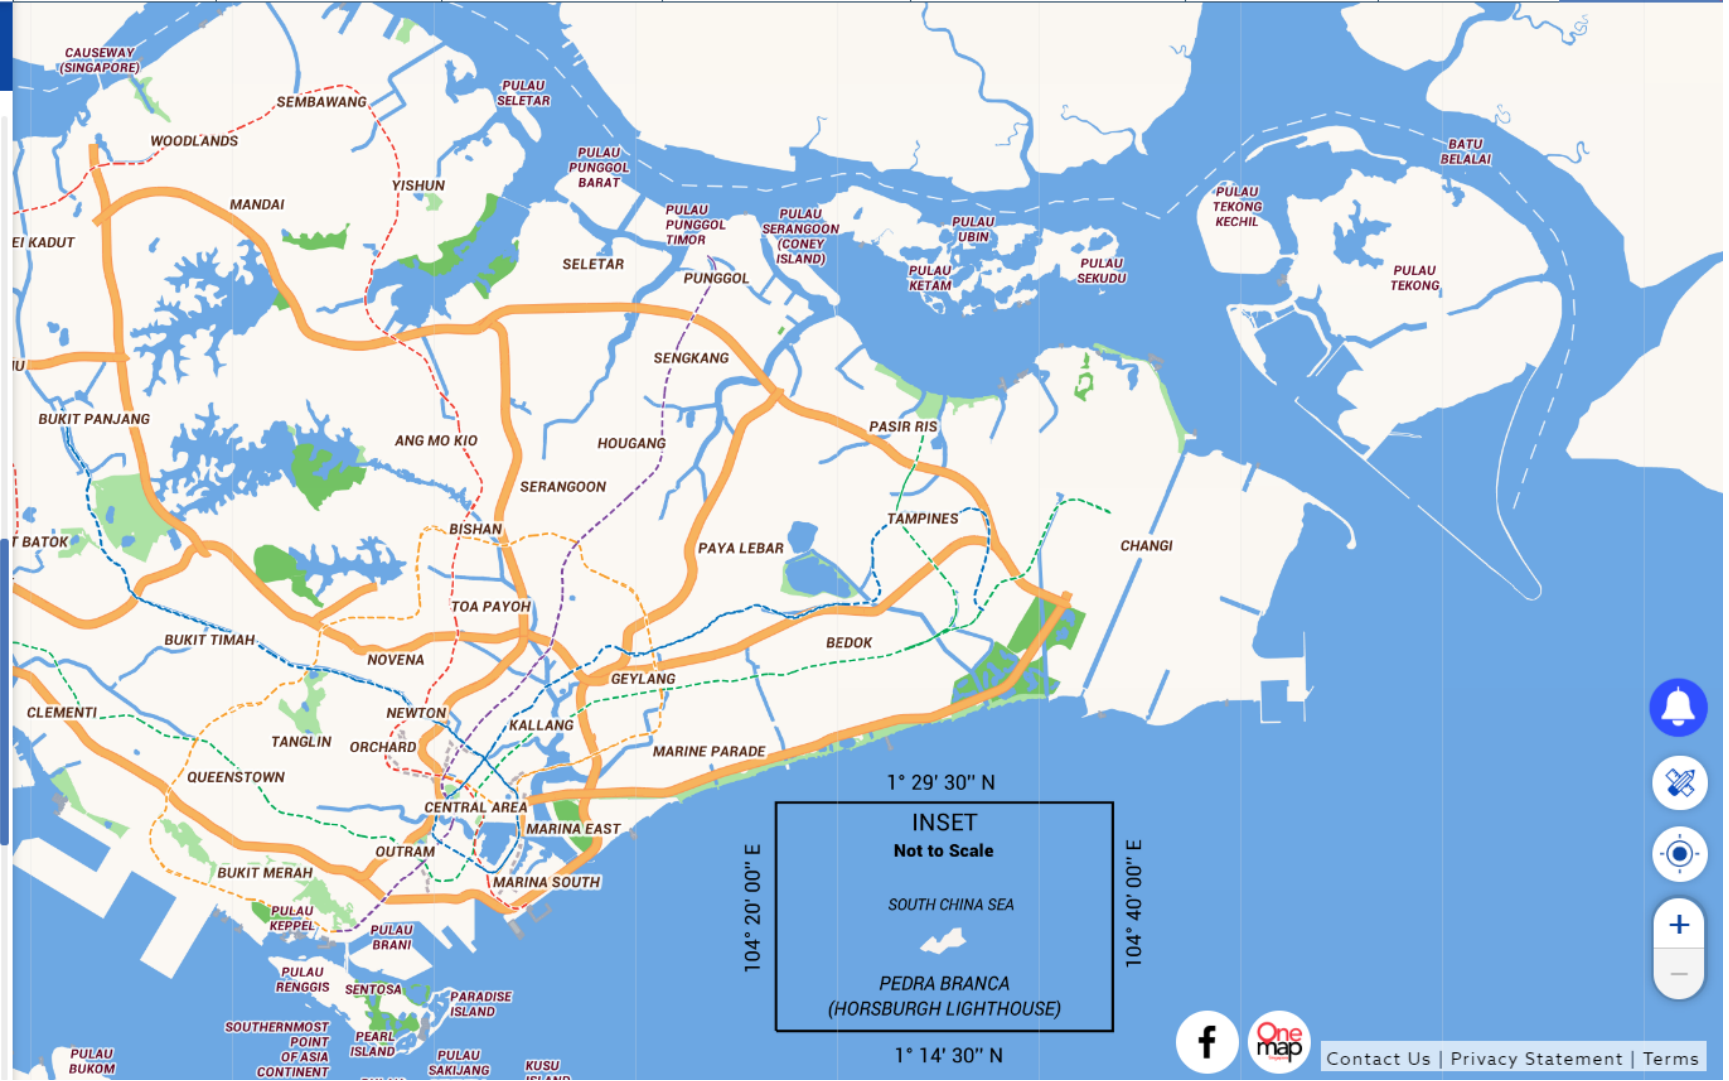 CAUSEWAY
(SINGAPORE)
SEMBAWANG
PULAU
SELETAR
WOODLANDS
PULAU
PUNGGOL
BARAT
BATU
BELALAI
YISHUN
MANDAI
PULAU
PUNGGOL
TIMOR
PULAU
SERANGOON
(CONEY
ISLAND)
PULAU
UBIN
PULAU
TEKONG
KECHIL
EI KADUT
SELETAR
PUNGGOL
PULAU
KETAM
PULAU
SEKUDU
PULAU
TEKONG
SENGKANG
BUKIT PANJANG
ANG MO KIO
HOUGANG
PASIR RIS
SERANGOON
BISHAN
TAMPINES
T BATOK
PAYA LEBAR
CHANGI
TOA PAYOH
BUKIT TIMAH
BEDOK
NOVENA
GEYLANG
CLEMENTI
NEWTON
KALLANG
TANGLIN
ORCHARD
MARINE PARADE
QUEENSTOWN
CENTRAL AREA
MARINA EAST
OUTRAM
BUKIT MERAH
MARINA SOUTH
PULAU
KEPPEL
PULAU
BRANI
PULAU
RENGGIS
SENTOSA
PARADISE
ISLAND
SOUTHERNMOST
POINT
OF ASIA
CONTINENT
PEARL
ISLAND
PULAU
BUKOM
PULAU
SAKIJANG
KUSU
ISLAND
1° 29' 30" N
INSET
Not to Scale
104° 20' 00" E
104° 40' 00" E
SOUTH CHINA SEA
PEDRA BRANCA
(HORSBURGH LIGHTHOUSE)
1° 14' 30" N
+
−
f
One
map
Contact Us | Privacy Statement | Terms